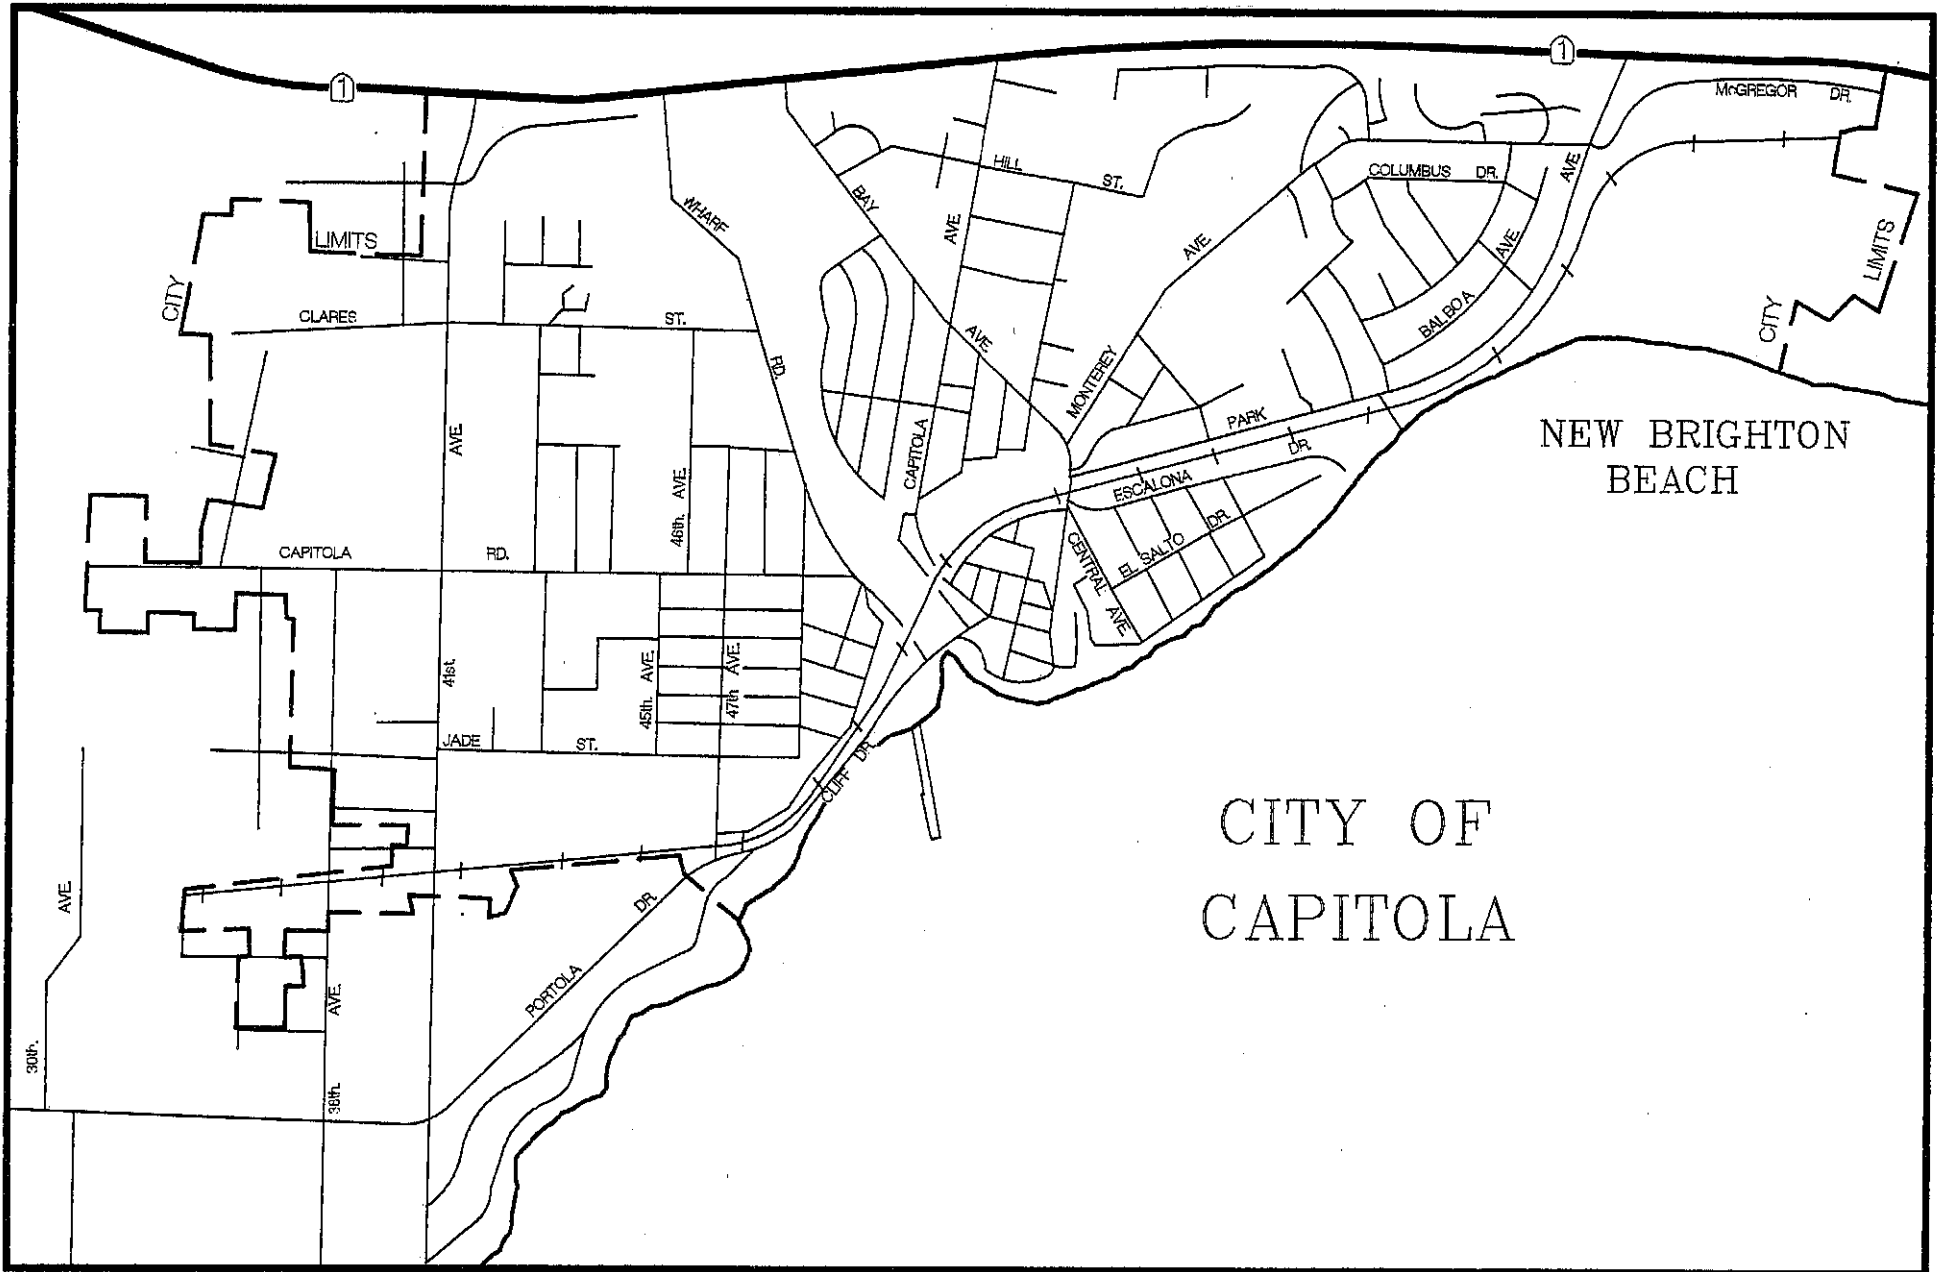 1
1
McGREGOR DR.
HILL ST.
COLUMBUS DR.
AVE.
BAY AVE.
WHARF RD.
AVE.
CAPITOLA
MONTEREY AVE.
BALBOA AVE.
CITY LIMITS
CITY LIMITS
CLARES ST.
PARK
NEW BRIGHTON
BEACH
AVE.
41st.
46th. AVE.
ESCALONA DR.
EL SALTO DR.
CENTRAL AVE.
CAPITOLA RD.
45th. AVE.
47th AVE.
JADE ST.
CLIFF DR.
CITY OF
CAPITOLA
PORTOLA DR.
30th. AVE.
38th. AVE.